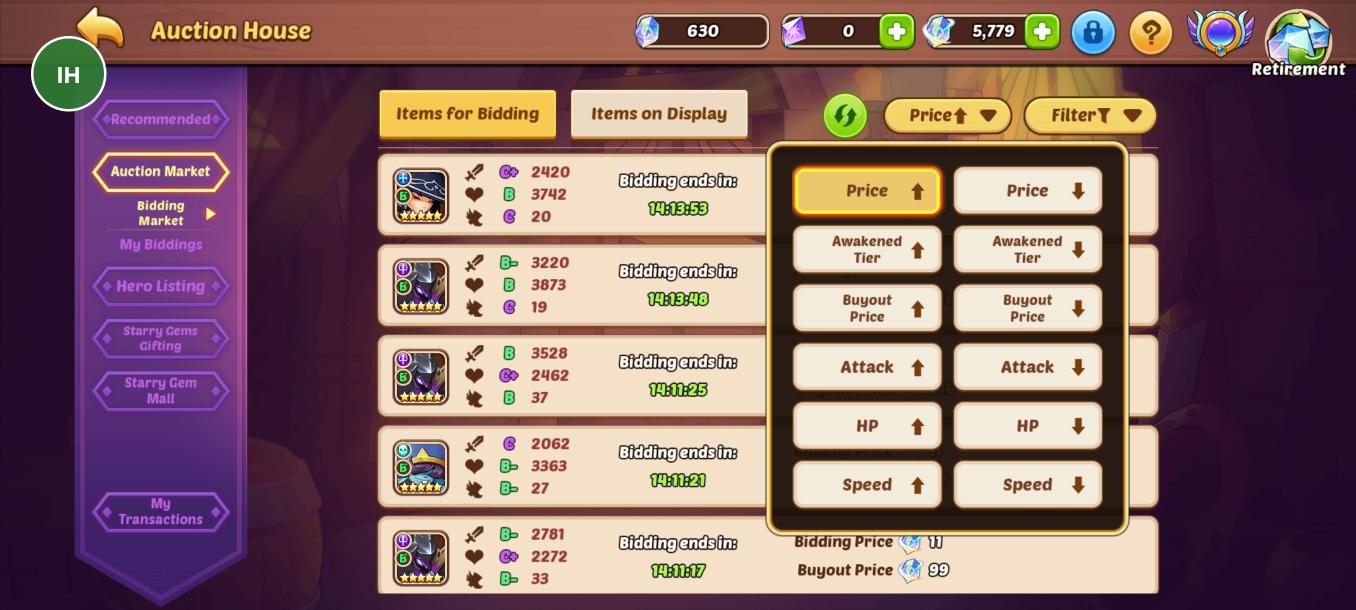 Auction House
630
0
5,779
Retirement
IH
Recommended
Auction Market
Bidding
Market
My Biddings
Hero Listing
Starry Gems
Gifting
Starry Gem
Mall
My
Transactions
Items for Bidding
Items on Display
Price
Filter
C+ 2420
B 3742
C 20
B
Bidding ends in:
14:13:53
B- 3220
B 3873
C 19
B
Bidding ends in:
14:13:48
B 3528
C+ 2462
B 37
B
Bidding ends in:
14:11:25
C 2062
B- 3363
B- 27
B
Bidding ends in:
14:11:21
B- 2781
C+ 2272
B- 33
B
Bidding ends in:
14:11:17
Bidding Price 11
Buyout Price 99
Price
Price
Awakened
Tier
Awakened
Tier
Buyout
Price
Buyout
Price
Attack
Attack
HP
HP
Speed
Speed